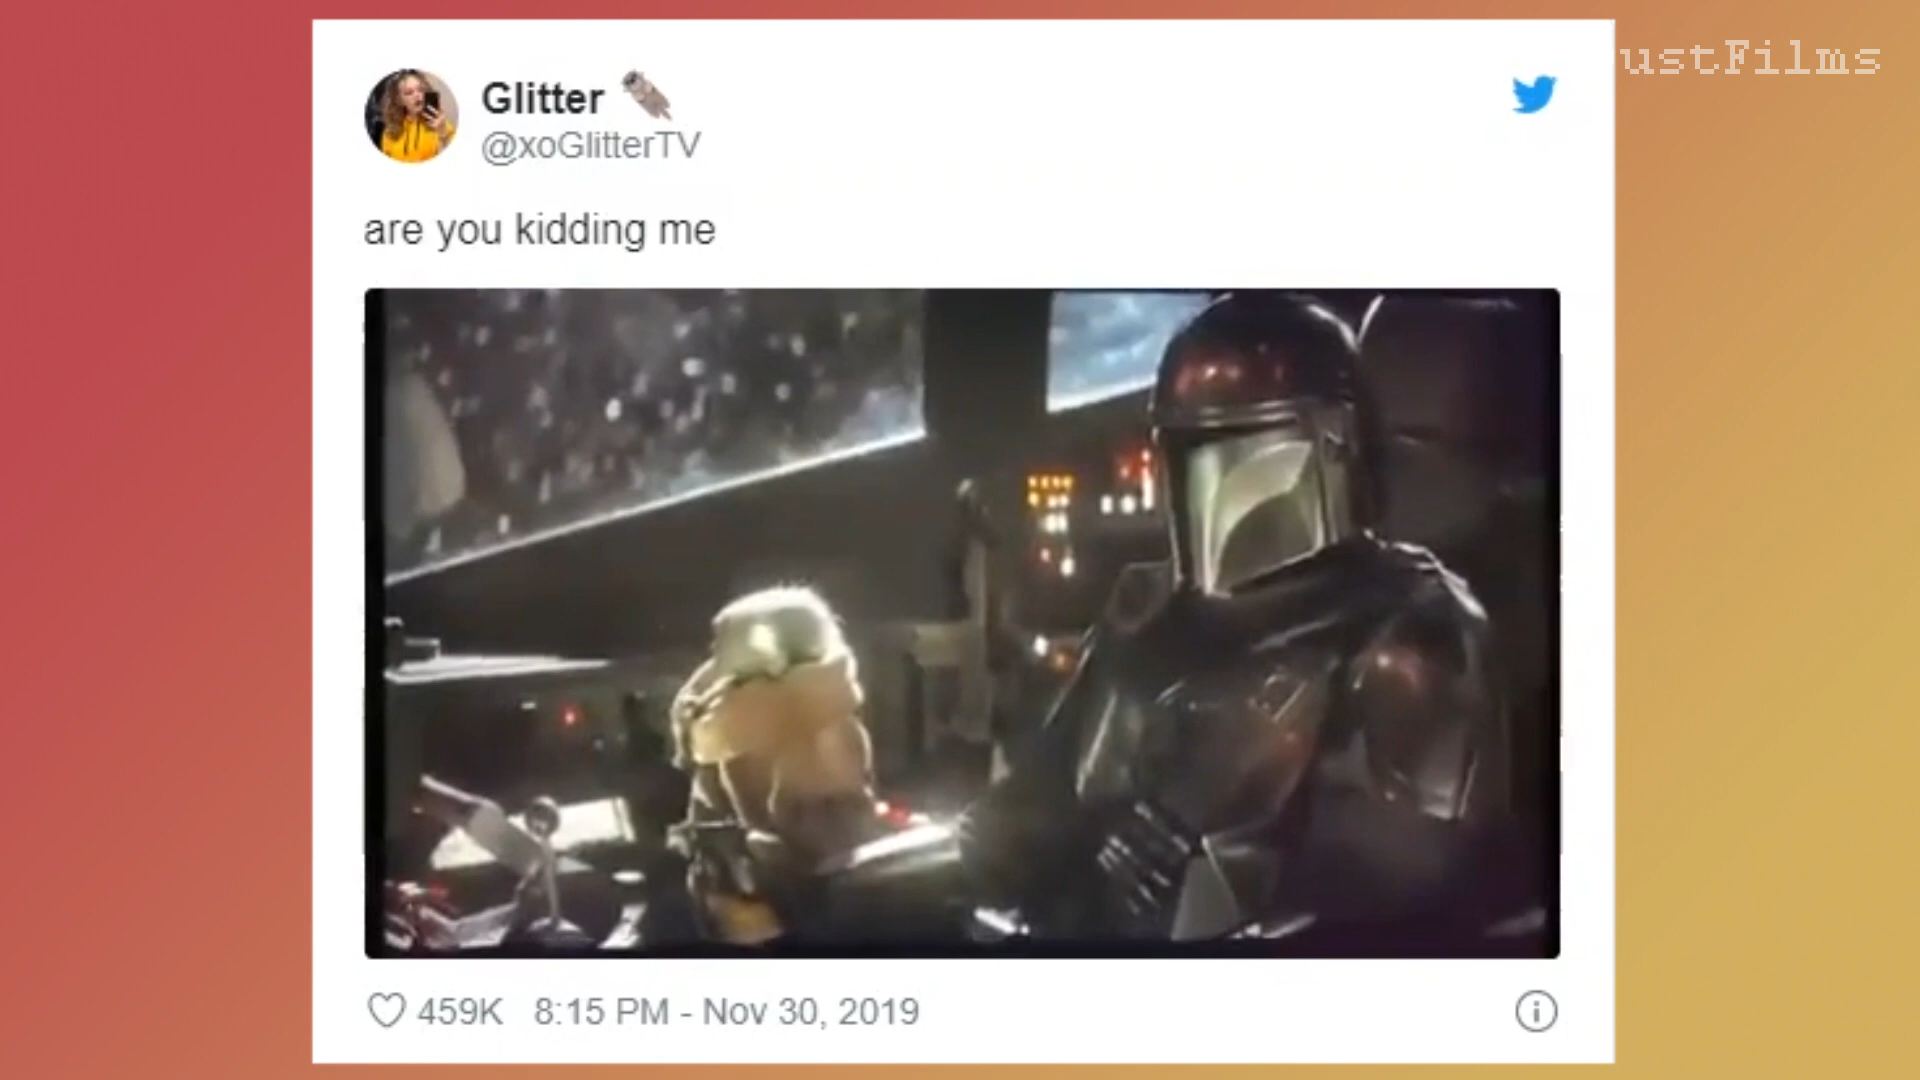 Glitter
@xoGlitterTV
ustFilms
are you kidding me
459K 8:15 PM - Nov 30, 2019